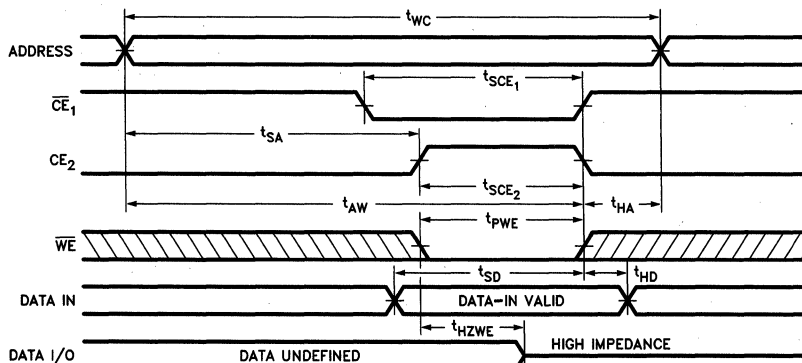 tWC
ADDRESS
tSCE1
CE1
tSA
CE2
tSCE2
tAW
tHA
tPWE
WE
tSD
tHD
DATA IN
DATA-IN VALID
tHZWE
HIGH IMPEDANCE
DATA I/O
DATA UNDEFINED